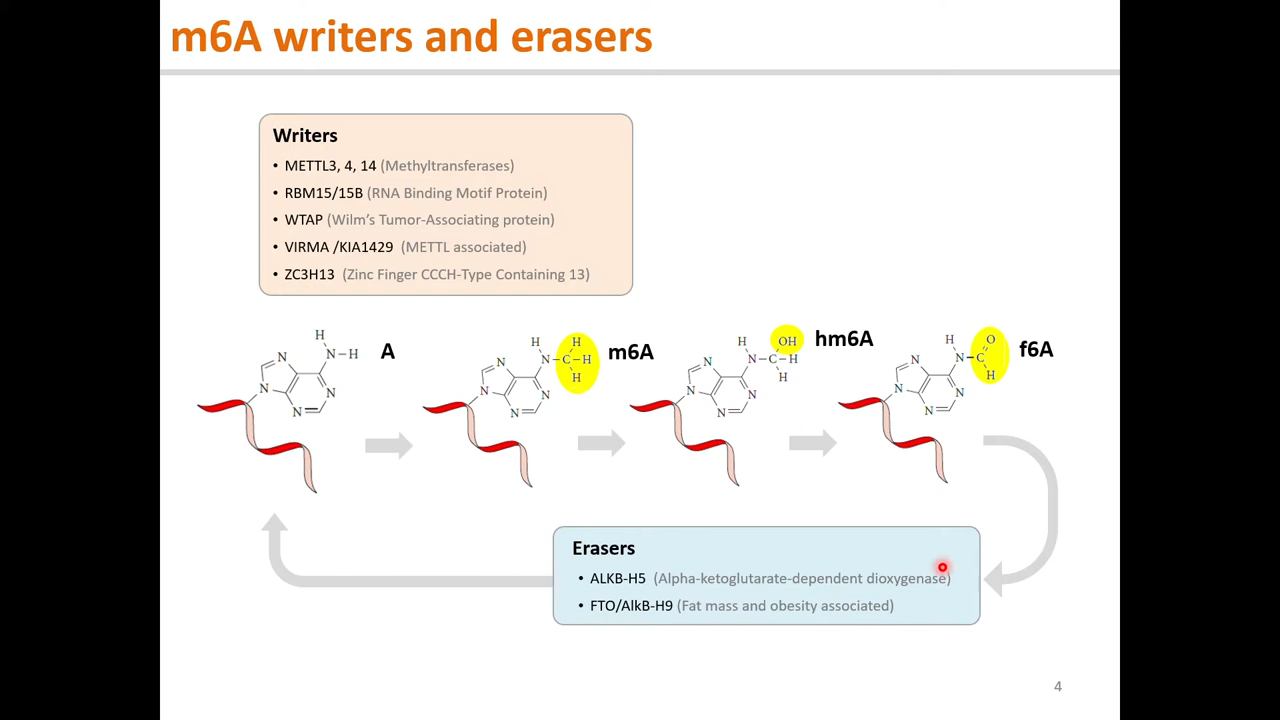 m6A writers and erasers
Writers
• METTL3, 4, 14 (Methyltransferases)
• RBM15/15B (RNA Binding Motif Protein)
• WTAP (Wilm's Tumor-Associating protein)
• VIRMA /KIA1429 (METTL associated)
• ZC3H13 (Zinc Finger CCCH-Type Containing 13)
H
N H
N
N
N
N
A
H
H
N C H
H
N
N
N
N
m6A
H
OH
N C H
H
N
N
N
N
hm6A
H
O
N C
H
N
N
N
N
f6A
Erasers
• ALKB-H5 (Alpha-ketoglutarate-dependent dioxygenase)
• FTO/AlkB-H9 (Fat mass and obesity associated)
4